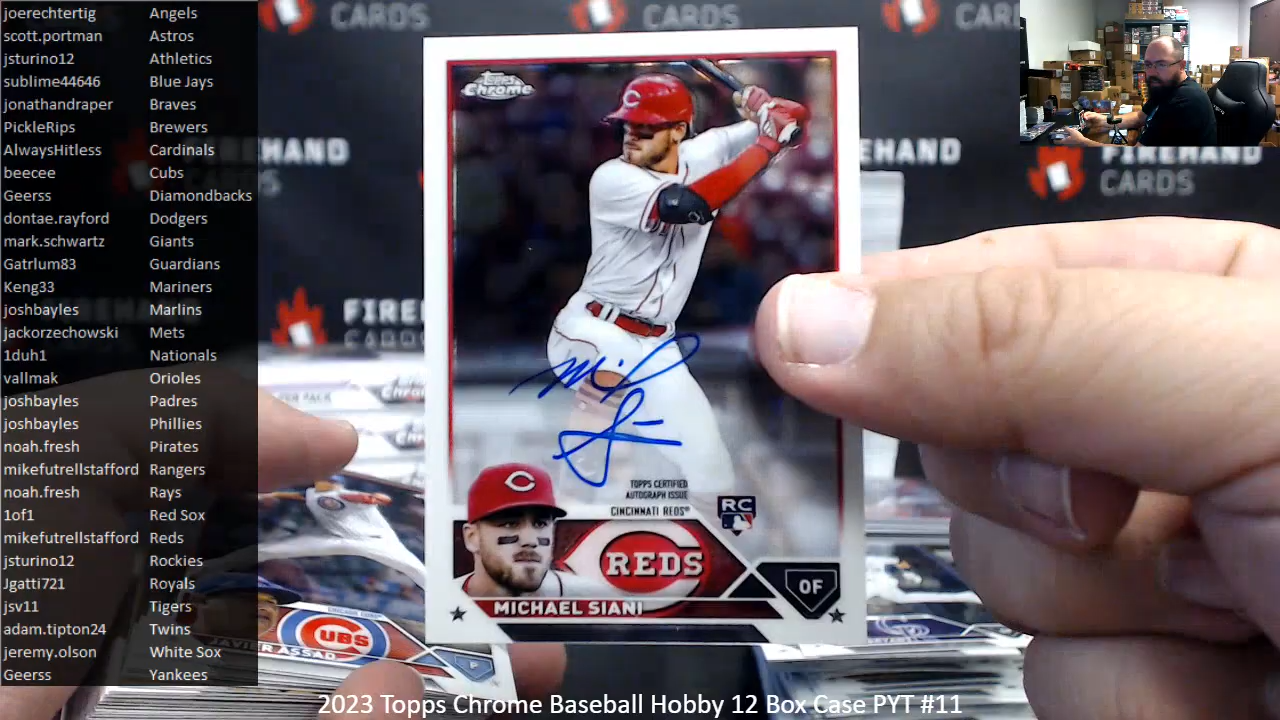 joerechtertig Angels
scott.portman Astros
jsturino12 Athletics
sublime44646 Blue Jays
jonathandraper Braves
PickleRips Brewers
AlwaysHitless Cardinals
beecee Cubs
Geerss Diamondbacks
dontae.rayford Dodgers
mark.schwartz Giants
Gatrlum83 Guardians
Keng33 Mariners
joshbayles Marlins
jackorzechowski Mets
1duh1 Nationals
vallmak Orioles
joshbayles Padres
joshbayles Phillies
noah.fresh Pirates
mikefutrellstafford Rangers
noah.fresh Rays
1of1 Red Sox
mikefutrellstafford Reds
jsturino12 Rockies
Jgatti721 Royals
jsv11 Tigers
adam.tipton24 Twins
jeremy.olson White Sox
Geerss Yankees
CARDS
CARDS
CARDS
FIREHAND
CARDS
Topps
Chrome
C
TOPPS CERTIFIED
AUTOGRAPH ISSUE
CINCINNATI REDS®
RC
C
REDS
OF
MICHAEL SIANI
CHICAGO CUBS
CUBS
JAVIER ASSAD
P
2023 Topps Chrome Baseball Hobby 12 Box Case PYT #11